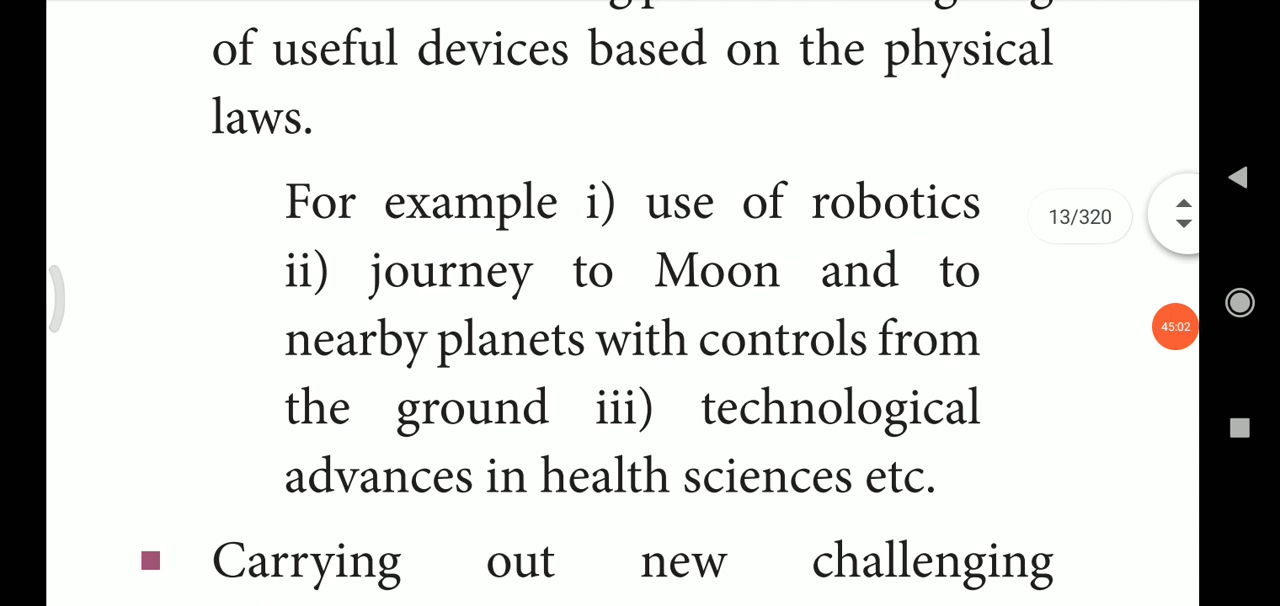 of useful devices based on the physical
laws.
For example i) use of robotics
ii) journey to Moon and to
nearby planets with controls from
the ground iii) technological
advances in health sciences etc.
Carrying out new challenging
13/320
45:02